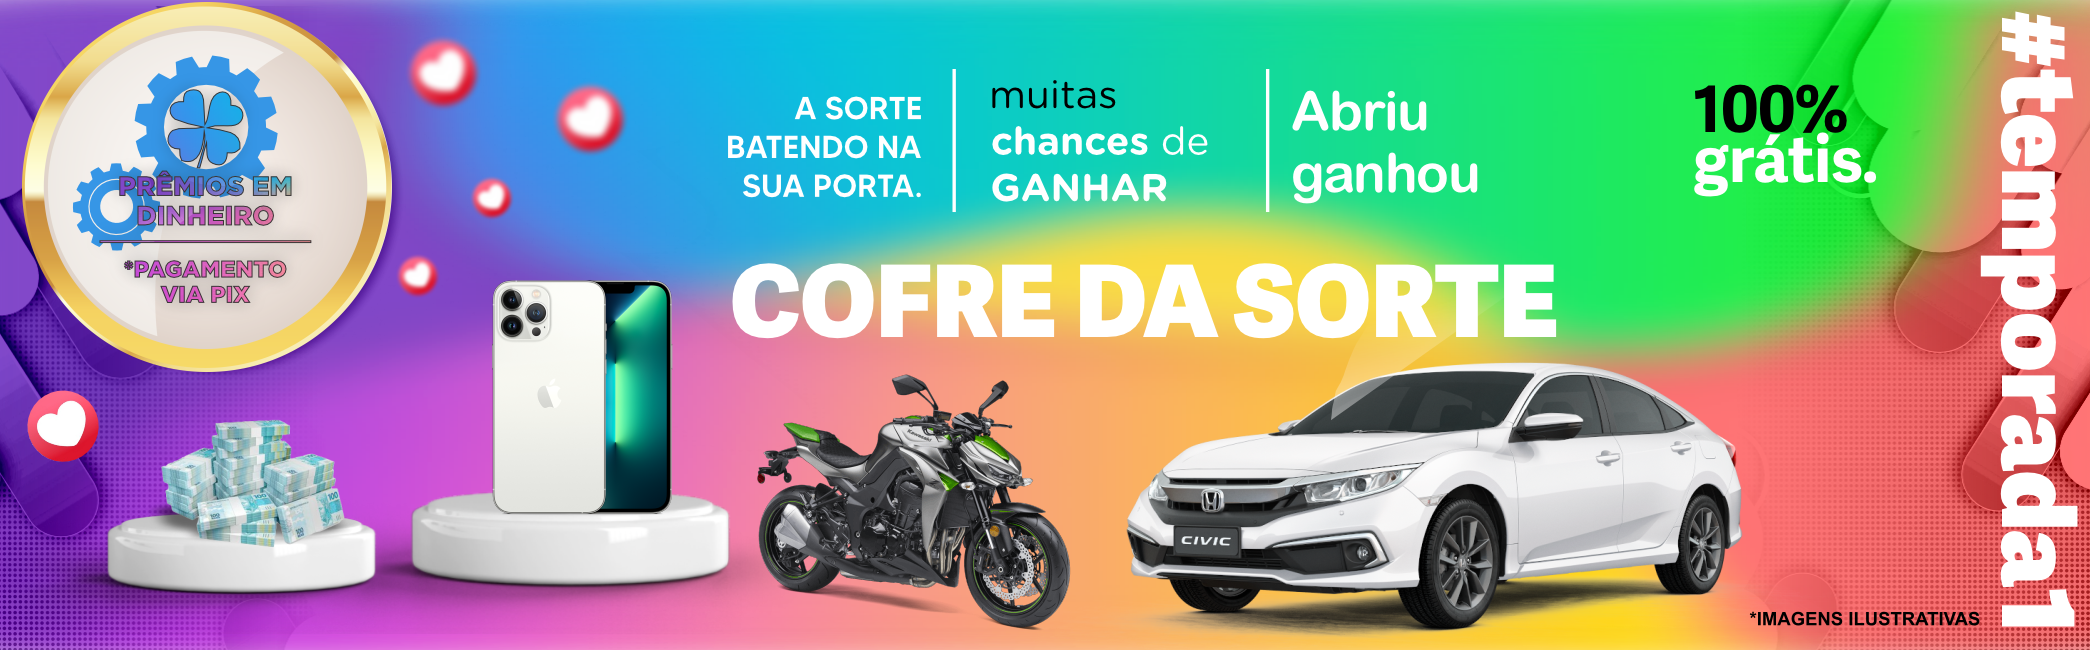 PRÊMIOS EM
DINHEIRO
*PAGAMENTO
VIA PIX
A SORTE
BATENDO NA
SUA PORTA.
muitas
chances de
GANHAR
Abriu
ganhou
100%
grátis.
COFRE DA SORTE
CIVIC
*IMAGENS ILUSTRATIVAS
#temporada1